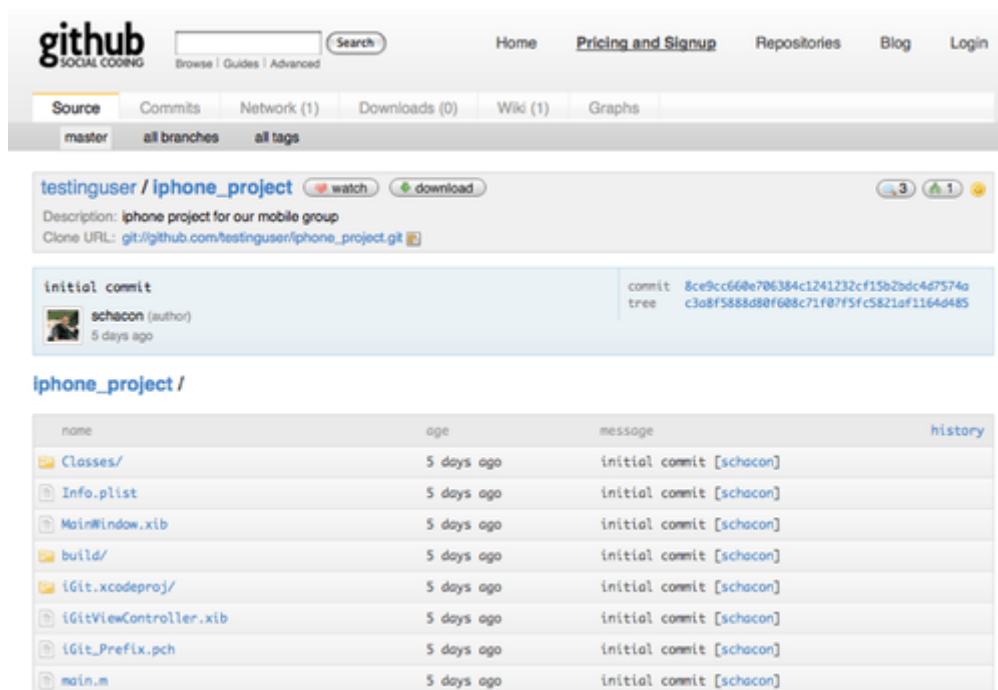 github
SOCIAL CODING
Search
Browse | Guides | Advanced
Home Pricing and Signup Repositories Blog Login
Source Commits Network (1) Downloads (0) Wiki (1) Graphs
master all branches all tags
testinguser / iphone_project watch download 3 1
Description: iphone project for our mobile group
Clone URL: git://github.com/testinguser/iphone_project.git
initial commit
schacon (author)
5 days ago
commit 8ce9cc660e706384c1241232cf15b2bdc4d7574a
tree c3a8f5888d80f608c71f07f5fc5821af1164d485
iphone_project /
name age message history
Classes/ 5 days ago initial commit [schacon]
Info.plist 5 days ago initial commit [schacon]
MainWindow.xib 5 days ago initial commit [schacon]
build/ 5 days ago initial commit [schacon]
iGit.xcodeproj/ 5 days ago initial commit [schacon]
iGitViewController.xib 5 days ago initial commit [schacon]
iGit_Prefix.pch 5 days ago initial commit [schacon]
main.m 5 days ago initial commit [schacon]